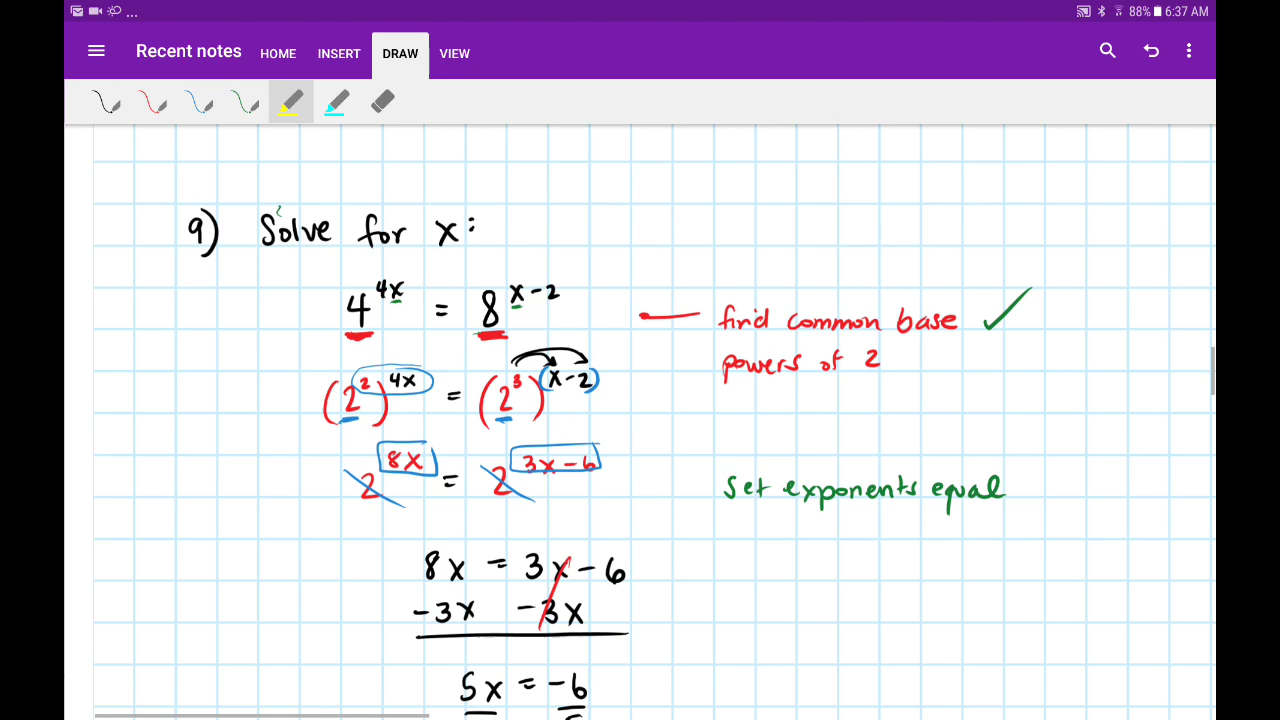 ... 88% 6:37 AM
Recent notes HOME INSERT DRAW VIEW
9) Solve for x:
4^{4x} = 8^{x-2} — find common base ✓
powers of 2
(2^2)^{4x} = (2^3)^{(x-2)}
2^{8x} = 2^{3x-6}
set exponents equal
8x = 3x - 6
-3x -3x
5x = -6